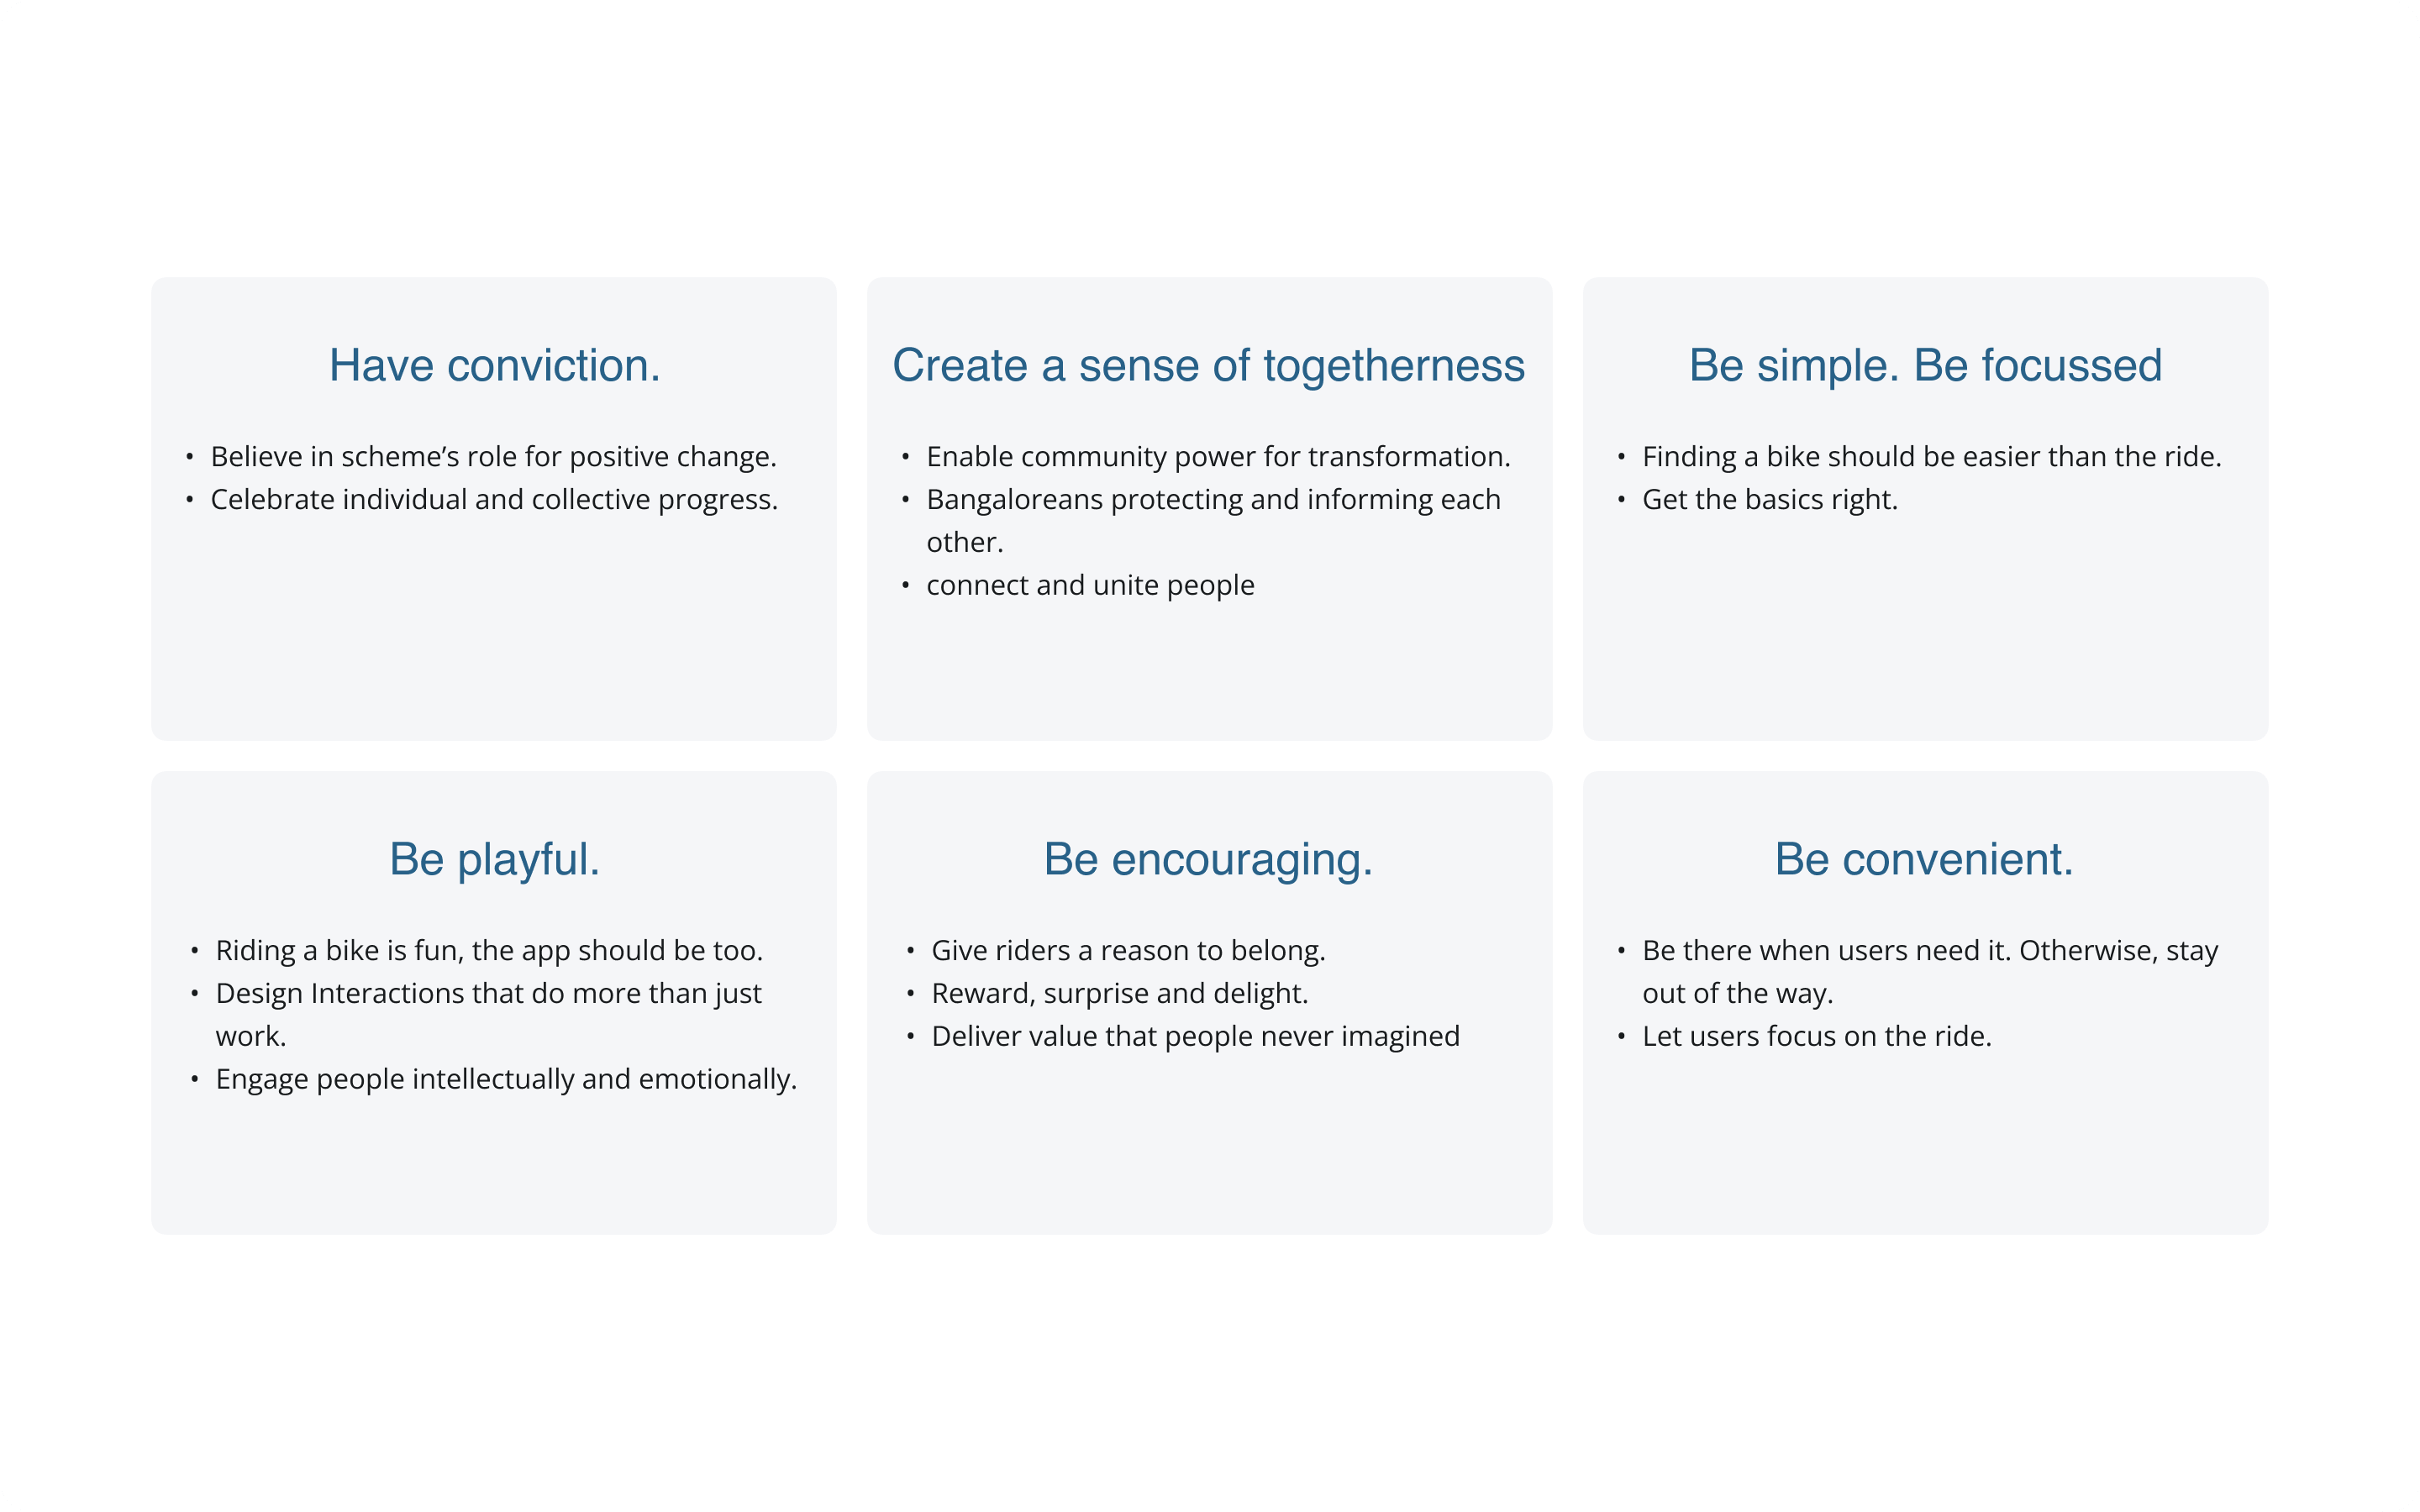 Have conviction.
• Believe in scheme’s role for positive change.
• Celebrate individual and collective progress.
Create a sense of togetherness
• Enable community power for transformation.
• Bangaloreans protecting and informing each
other.
• connect and unite people
Be simple. Be focussed
• Finding a bike should be easier than the ride.
• Get the basics right.
Be playful.
• Riding a bike is fun, the app should be too.
• Design Interactions that do more than just
work.
• Engage people intellectually and emotionally.
Be encouraging.
• Give riders a reason to belong.
• Reward, surprise and delight.
• Deliver value that people never imagined
Be convenient.
• Be there when users need it. Otherwise, stay
out of the way.
• Let users focus on the ride.